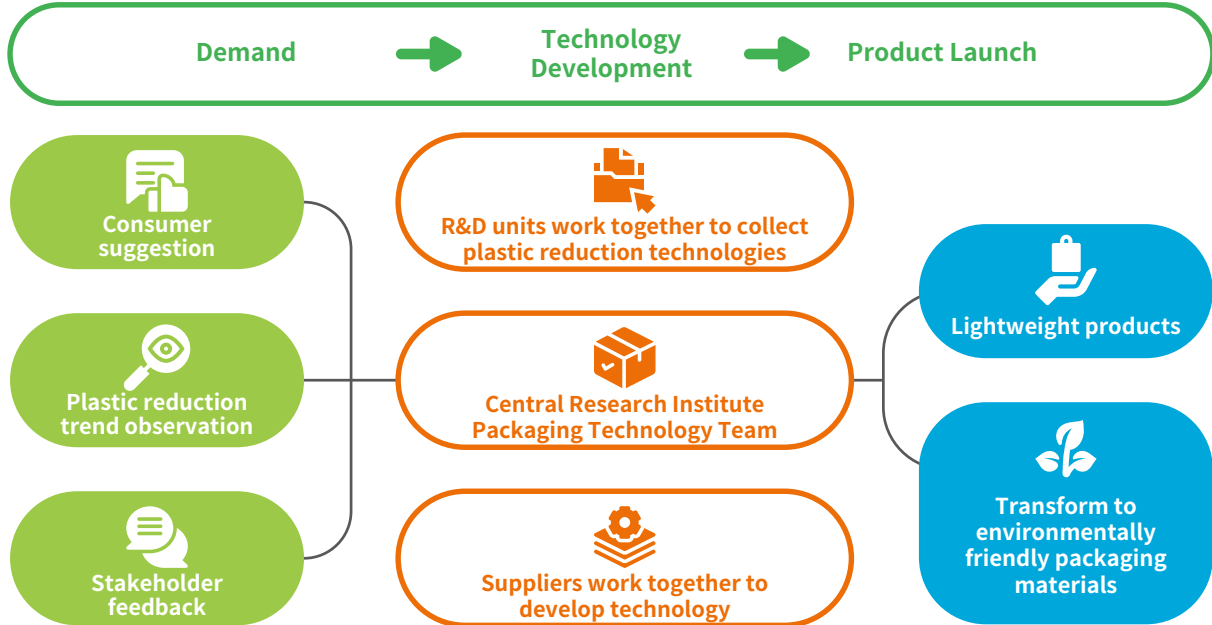 Demand
Technology
Development
Product Launch
Consumer
suggestion
Plastic reduction
trend observation
Stakeholder
feedback
R&D units work together to collect
plastic reduction technologies
Central Research Institute
Packaging Technology Team
Suppliers work together to
develop technology
Lightweight products
Transform to
environmentally
friendly packaging
materials